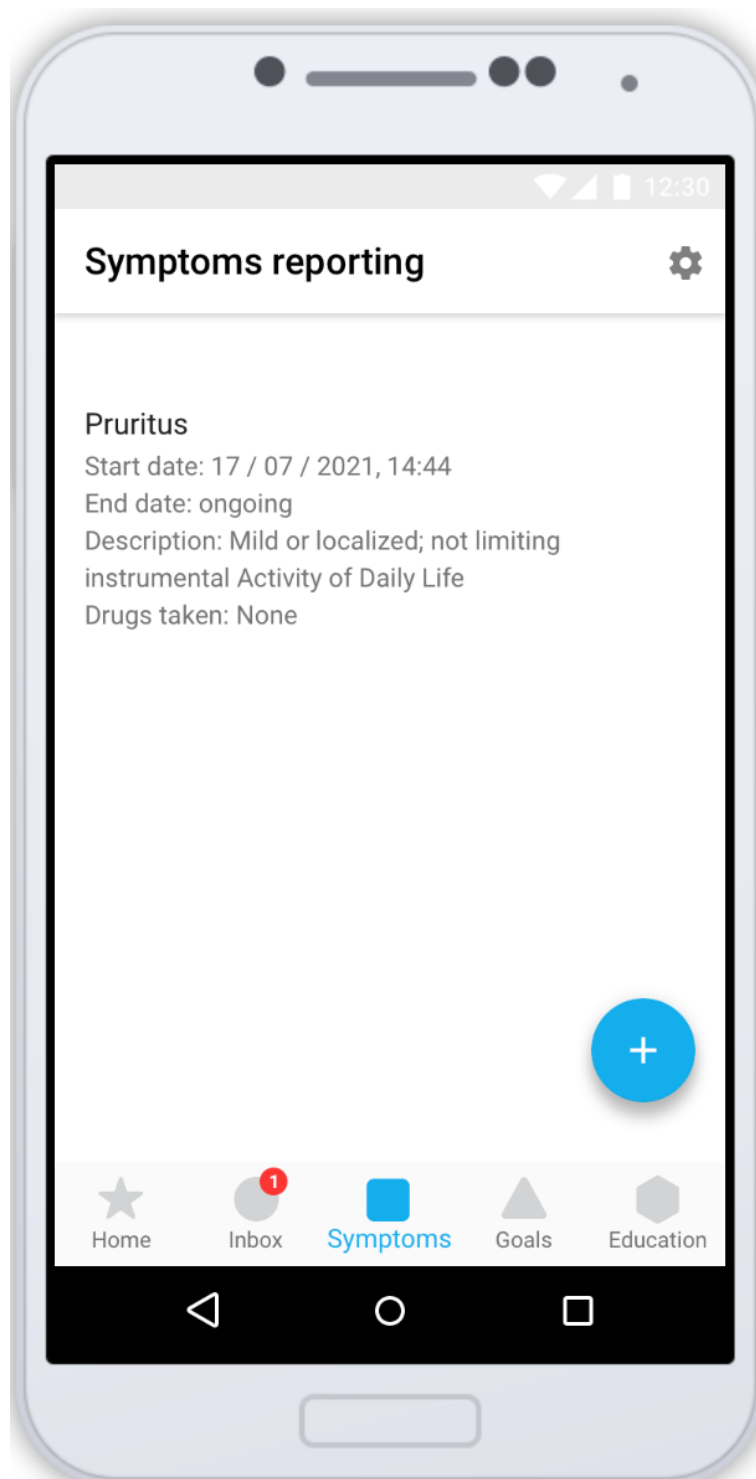 12:30
Symptoms reporting
Pruritus
Start date: 17 / 07 / 2021, 14:44
End date: ongoing
Description: Mild or localized; not limiting
instrumental Activity of Daily Life
Drugs taken: None
+
1
Home Inbox Symptoms Goals Education